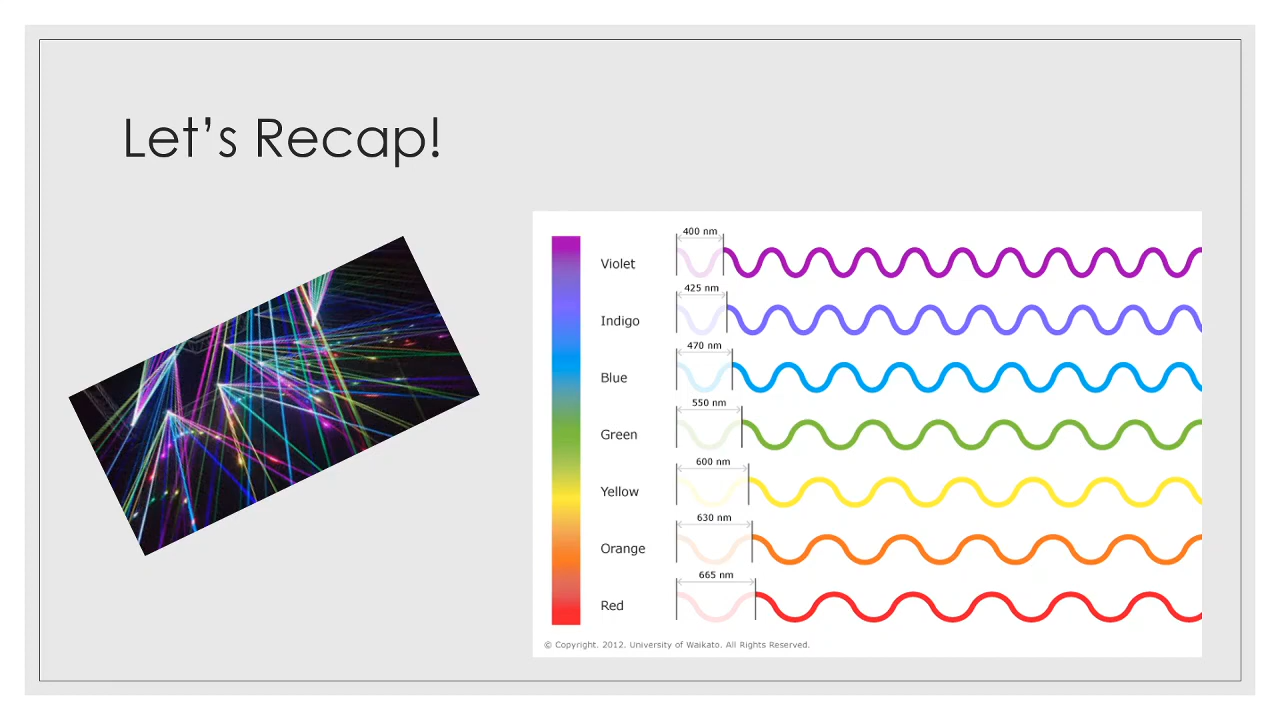 Let's Recap!
400 nm
Violet
425 nm
Indigo
470 nm
Blue
550 nm
Green
600 nm
Yellow
630 nm
Orange
665 nm
Red
© Copyright. 2012. University of Waikato. All Rights Reserved.